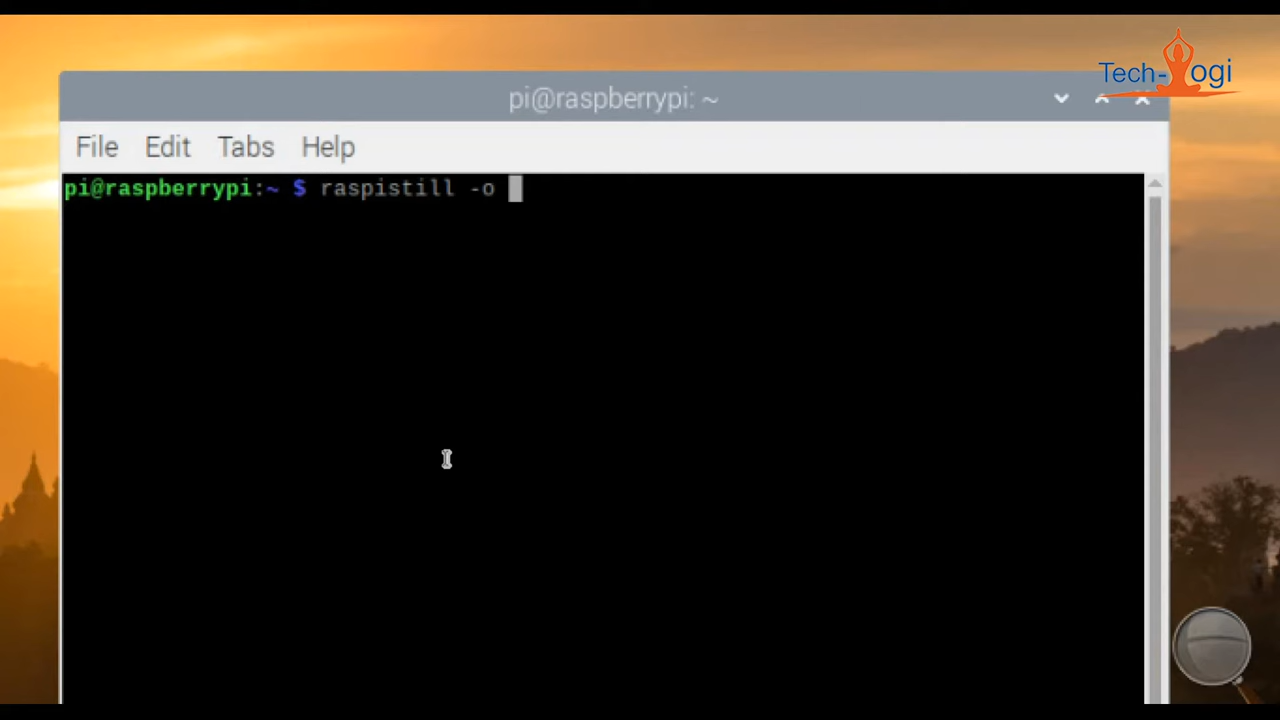 Tech-Yogi
pi@raspberrypi: ~
File Edit Tabs Help
pi@raspberrypi:~ $ raspistill -o